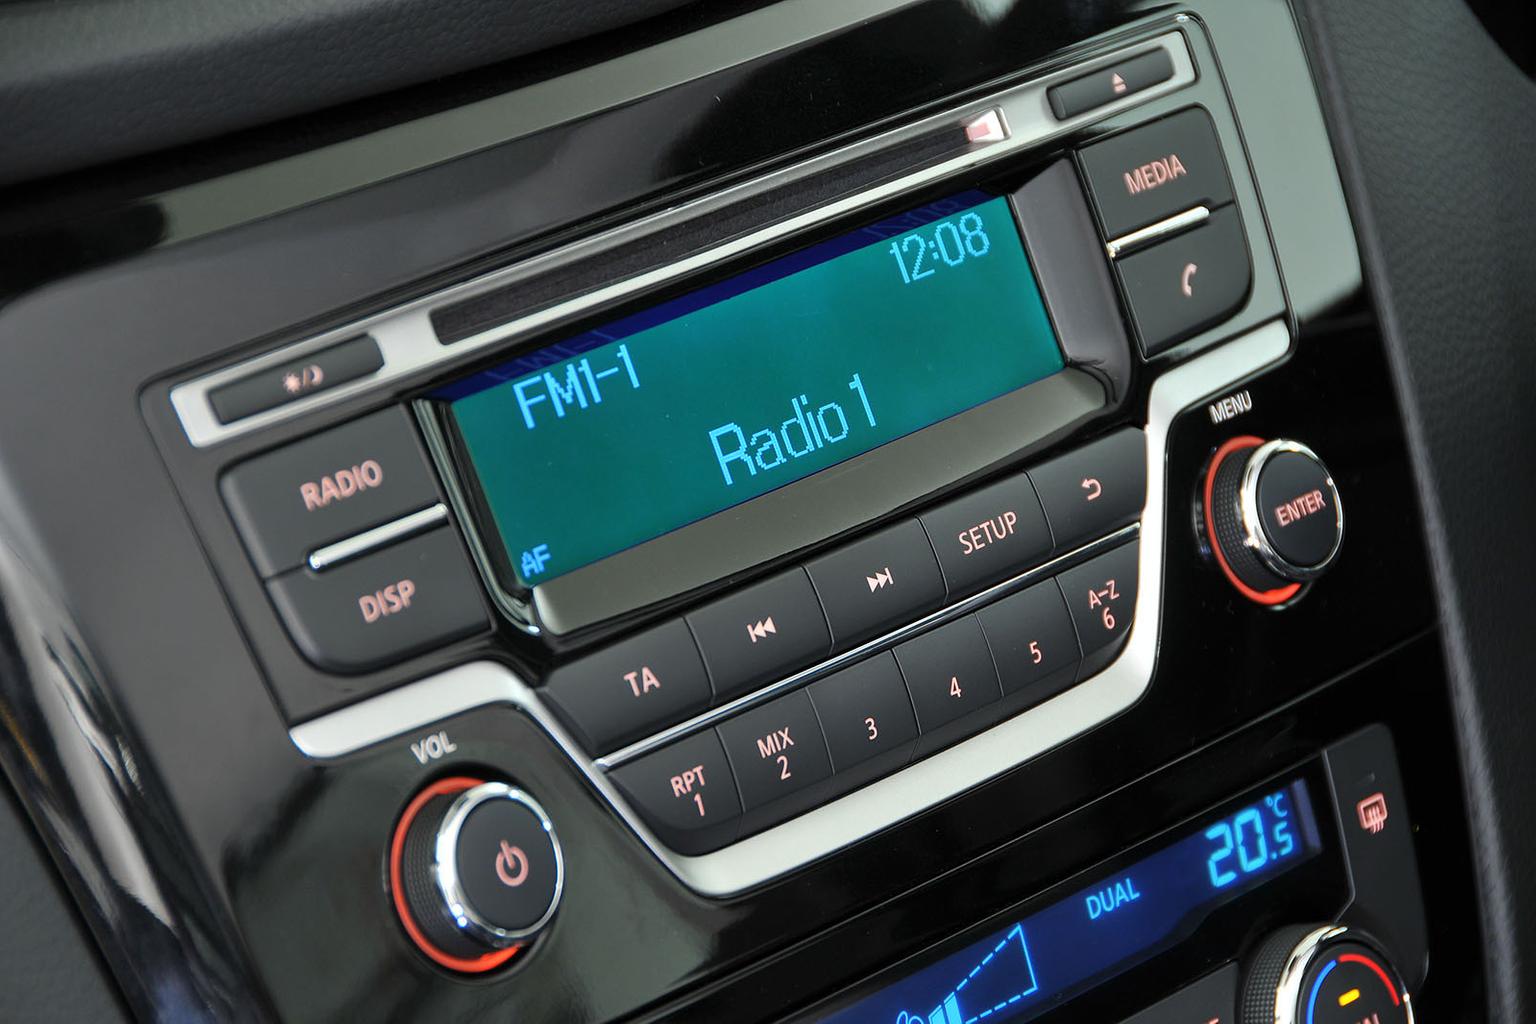 MEDIA
12:08
FM1-1
Radio 1
AF
RADIO
DISP
MENU
ENTER
SETUP
TA
A-Z
6
5
4
3
MIX
2
RPT
1
VOL
20.5 °C
DUAL